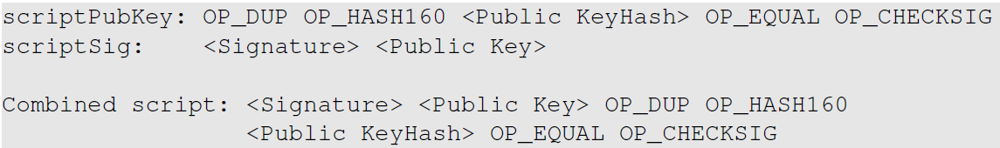 scriptPubKey: OP_DUP OP_HASH160 <Public KeyHash> OP_EQUAL OP_CHECKSIG
scriptSig:    <Signature> <Public Key>
Combined script: <Signature> <Public Key> OP_DUP OP_HASH160
<Public KeyHash> OP_EQUAL OP_CHECKSIG